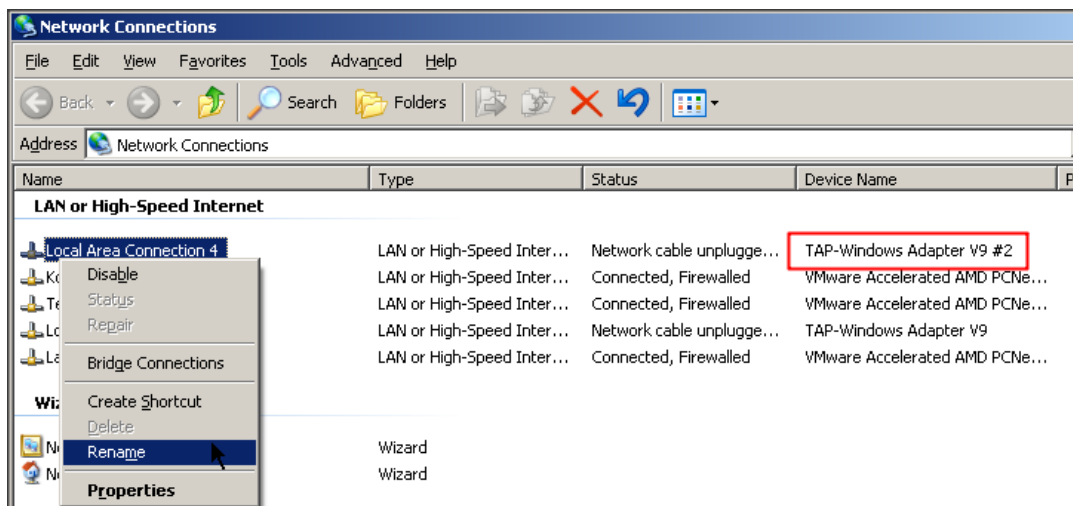 Network Connections
File Edit View Favorites Tools Advanced Help
Back Search Folders
Address Network Connections
Name Type Status Device Name P
LAN or High-Speed Internet
Local Area Connection 4 LAN or High-Speed Inter... Network cable unplugge... TAP-Windows Adapter V9 #2
Disable
LAN or High-Speed Inter... Connected, Firewalled VMware Accelerated AMD PCNe...
Status
LAN or High-Speed Inter... Connected, Firewalled VMware Accelerated AMD PCNe...
Repair
LAN or High-Speed Inter... Network cable unplugge... TAP-Windows Adapter V9
LAN or High-Speed Inter... Connected, Firewalled VMware Accelerated AMD PCNe...
Bridge Connections
Create Shortcut
Delete
Wizard
Rename
Wizard
Properties